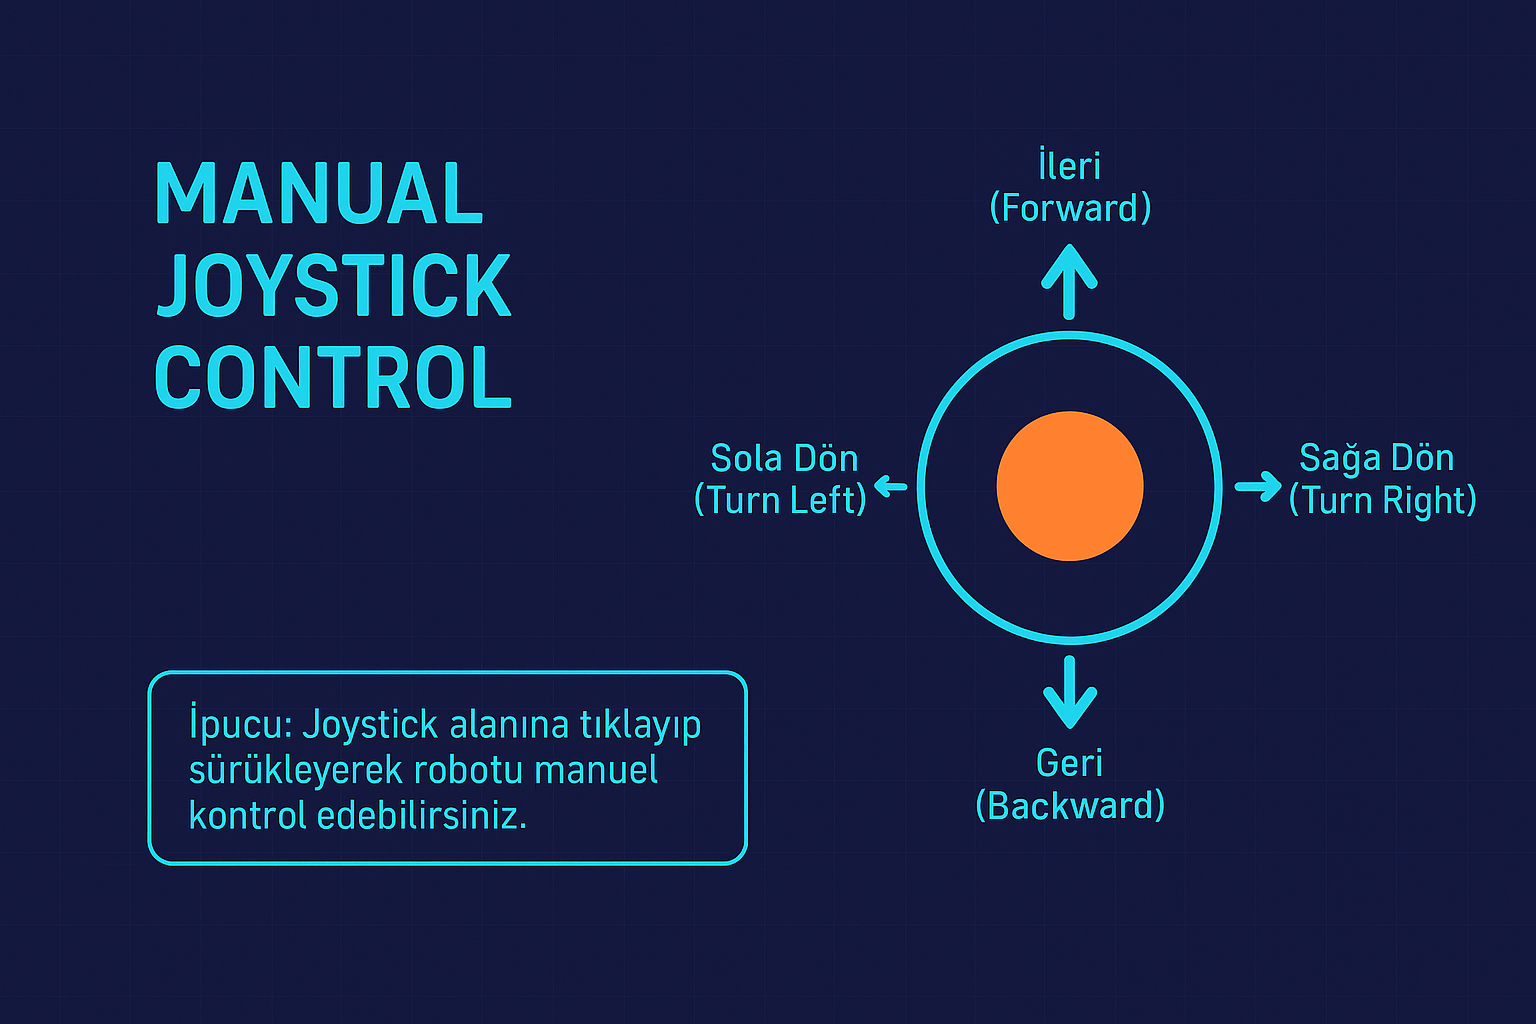 MANUAL
JOYSTICK
CONTROL
İleri
(Forward)
Sola Dön
(Turn Left)
Sağa Dön
(Turn Right)
Geri
(Backward)
İpucu: Joystick alanına tıklayıp
sürükleyerek robotu manuel
kontrol edebilirsiniz.